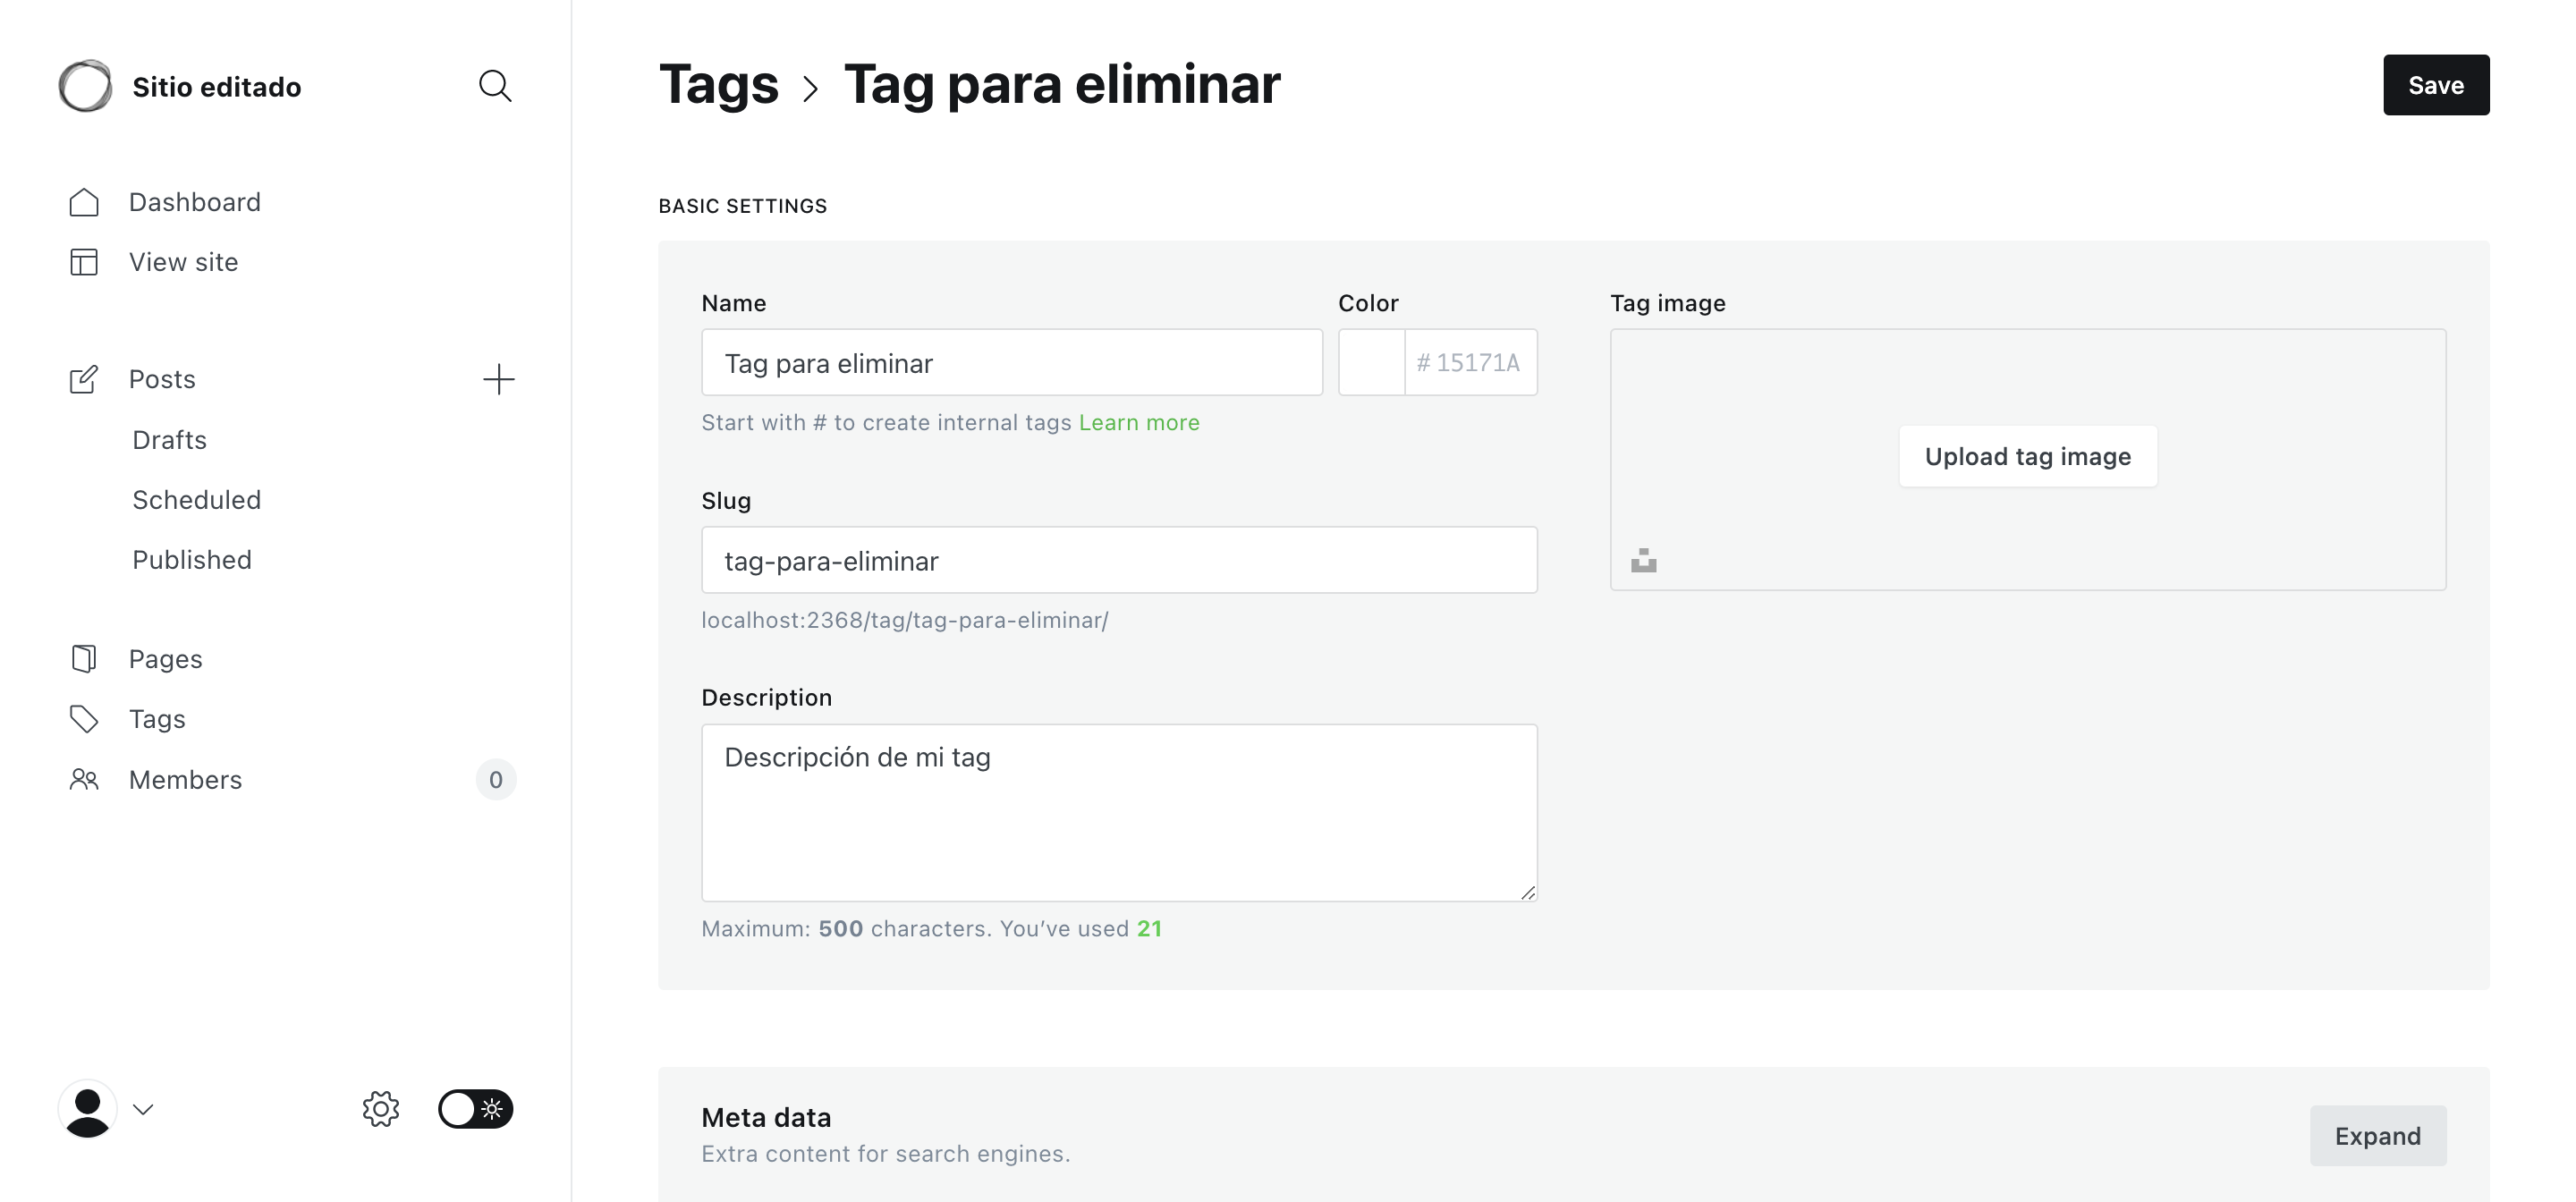 Sitio editado
Dashboard
View site
Posts
Drafts
Scheduled
Published
Pages
Tags
Members 0
Tags > Tag para eliminar
Save
BASIC SETTINGS
Name
Tag para eliminar
Start with # to create internal tags Learn more
Color
# 15171A
Slug
tag-para-eliminar
localhost:2368/tag/tag-para-eliminar/
Description
Descripción de mi tag
Maximum: 500 characters. You’ve used 21
Tag image
Upload tag image
Meta data
Extra content for search engines.
Expand